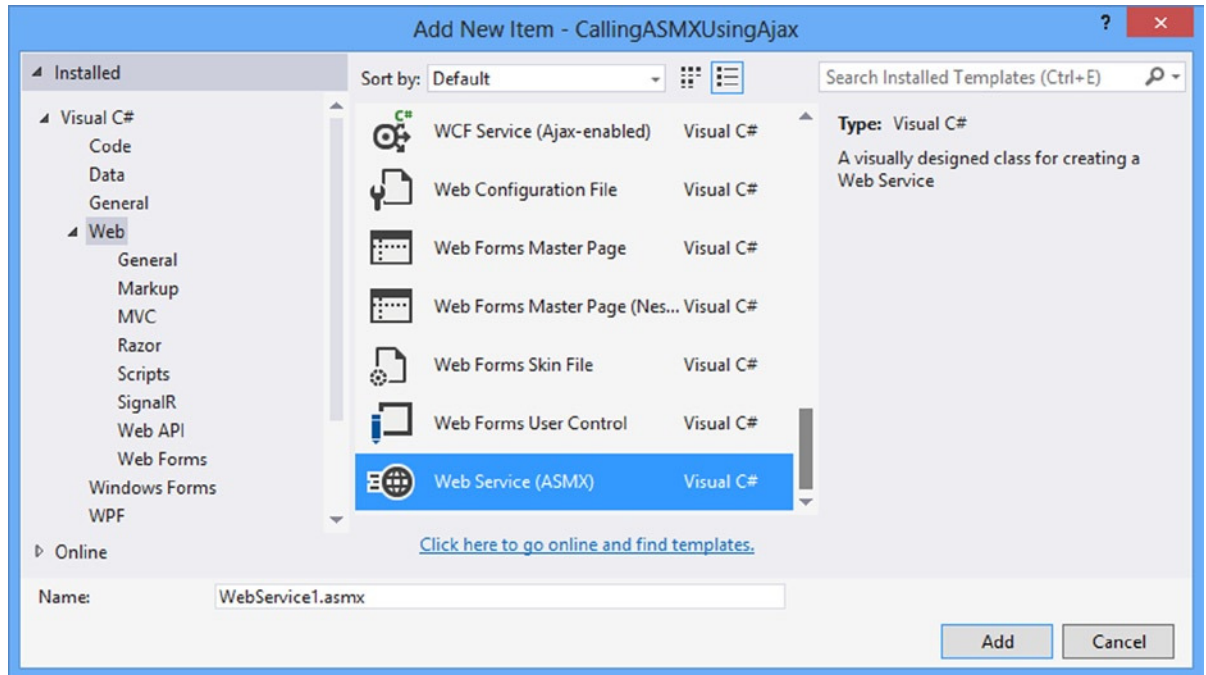 Add New Item - CallingASMXUsingAjax
?
Installed
Sort by: Default
Search Installed Templates (Ctrl+E)
Visual C#
Code
Data
General
Web
General
Markup
MVC
Razor
Scripts
SignalR
Web API
Web Forms
Windows Forms
WPF
Online
C#
WCF Service (Ajax-enabled) Visual C#
Web Configuration File Visual C#
Web Forms Master Page Visual C#
Web Forms Master Page (Nes... Visual C#
Web Forms Skin File Visual C#
Web Forms User Control Visual C#
Web Service (ASMX) Visual C#
Click here to go online and find templates.
Type: Visual C#
A visually designed class for creating a
Web Service
Name: WebService1.asmx
Add Cancel